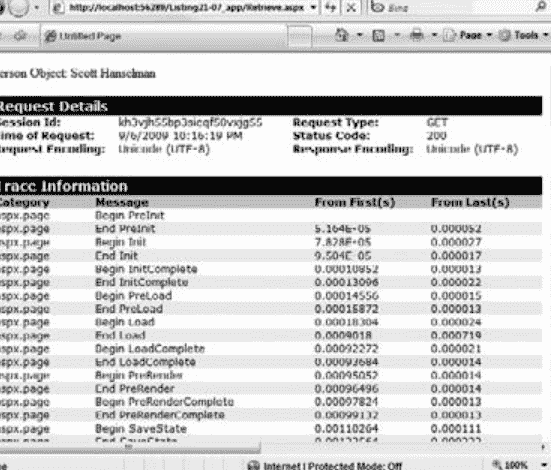 http://localhost:56289/Listing21-07_app/Retrieve.aspx Bing
Untitled Page Page Tools
erson Object: Scott Hanselman
Request Details
Session Id: Request Type: GET
Time of Request: 9/6/2009 10:16:19 PM Status Code: 200
Request Encoding: Unicode (UTF-8) Response Encoding: Unicode (UTF-8)
Trace Information
Category Message From First(s) From Last(s)
aspx.page Begin PreInit
aspx.page End PreInit 5.164E-05 0.000052
aspx.page Begin Init 7.828E-05 0.000027
aspx.page End Init 9.504E-05 0.000017
aspx.page Begin InitComplete 0.00010852 0.000013
aspx.page End InitComplete 0.00013096 0.000022
aspx.page Begin PreLoad 0.00014556 0.000015
aspx.page End PreLoad 0.00015872 0.000013
aspx.page Begin Load 0.00018304 0.000024
aspx.page End Load 0.0009018 0.000719
aspx.page Begin LoadComplete 0.00092272 0.000021
aspx.page End LoadComplete 0.00093684 0.000014
aspx.page Begin PreRender 0.00095052 0.000014
aspx.page End PreRender 0.00096496 0.000014
aspx.page Begin PreRenderComplete 0.00097824 0.000013
aspx.page End PreRenderComplete 0.00099132 0.000013
aspx.page Begin SaveState 0.00110264 0.000111
aspx.page End SaveState
Internet | Protected Mode: Off 100%